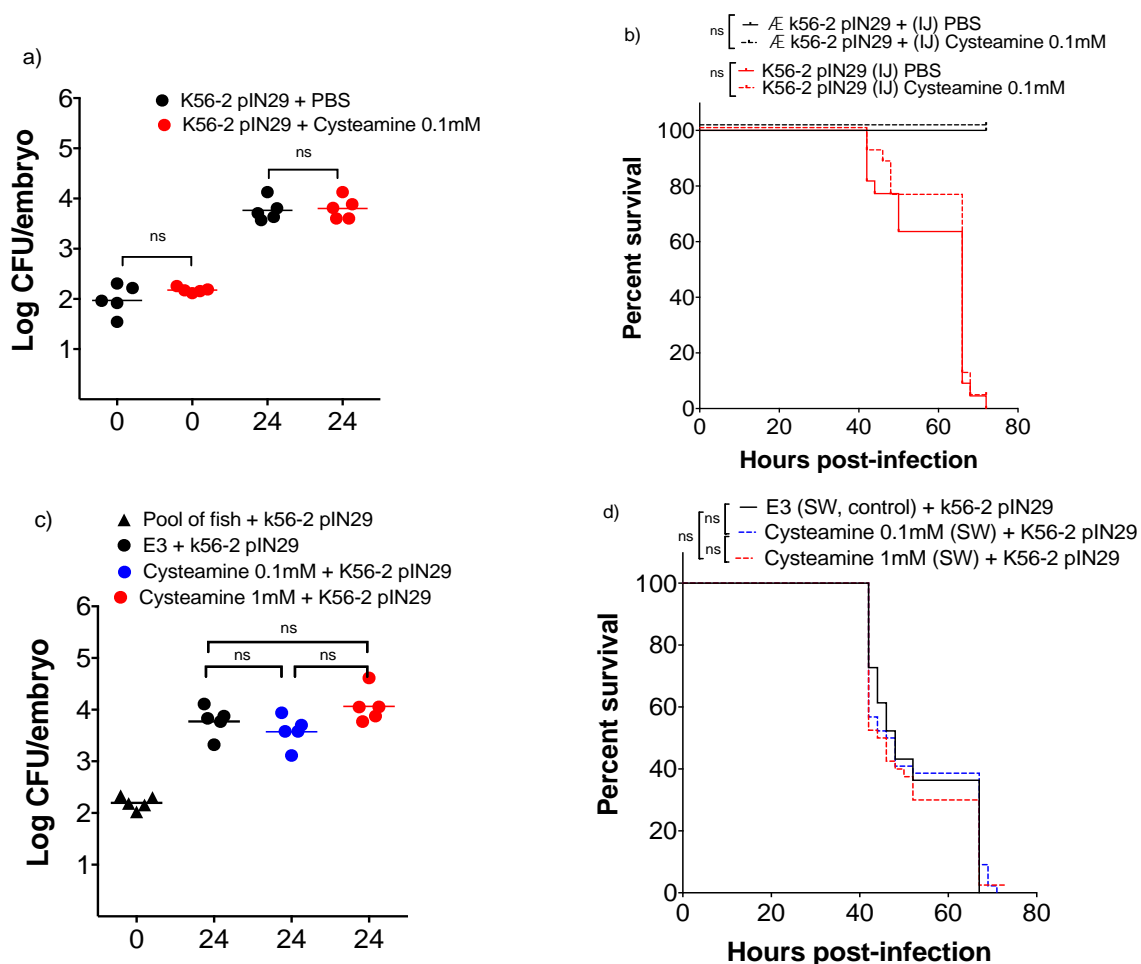 a)
K56-2 pIN29 + PBS
K56-2 pIN29 + Cysteamine 0.1mM
Log CFU/embryo
6
5
4
3
2
1
ns
ns
0 0 24 24
b)
ns
Æ k56-2 pIN29 + (IJ) PBS
Æ k56-2 pIN29 + (IJ) Cysteamine 0.1mM
ns
K56-2 pIN29 (IJ) PBS
K56-2 pIN29 (IJ) Cysteamine 0.1mM
Percent survival
100
80
60
40
20
0
0 20 40 60 80
Hours post-infection
c)
Pool of fish + k56-2 pIN29
E3 + k56-2 pIN29
Cysteamine 0.1mM + K56-2 pIN29
Cysteamine 1mM + K56-2 pIN29
Log CFU/embryo
6
5
4
3
2
1
ns
ns ns
0 24 24 24
d)
ns
ns
ns
E3 (SW, control) + k56-2 pIN29
Cysteamine 0.1mM (SW) + K56-2 pIN29
Cysteamine 1mM (SW) + K56-2 pIN29
Percent survival
100
80
60
40
20
0
0 20 40 60 80
Hours post-infection